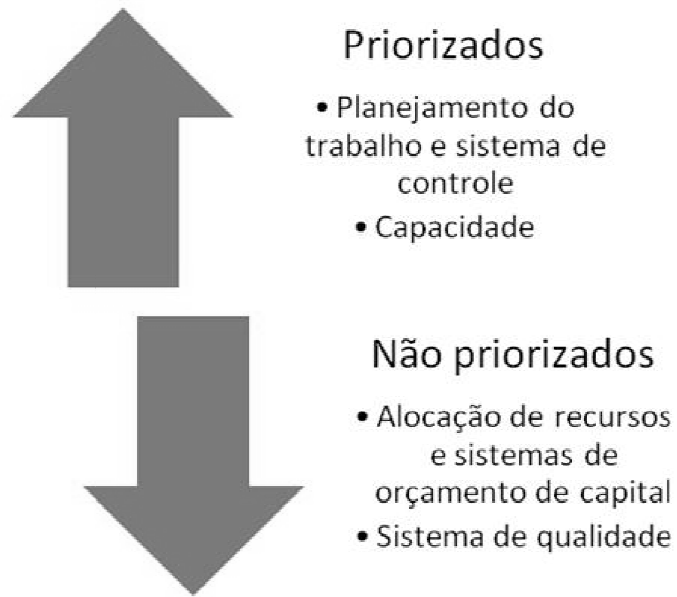 Priorizados
• Planejamento do
trabalho e sistema de
controle
• Capacidade
Não priorizados
• Alocação de recursos
e sistemas de
orçamento de capital
• Sistema de qualidade